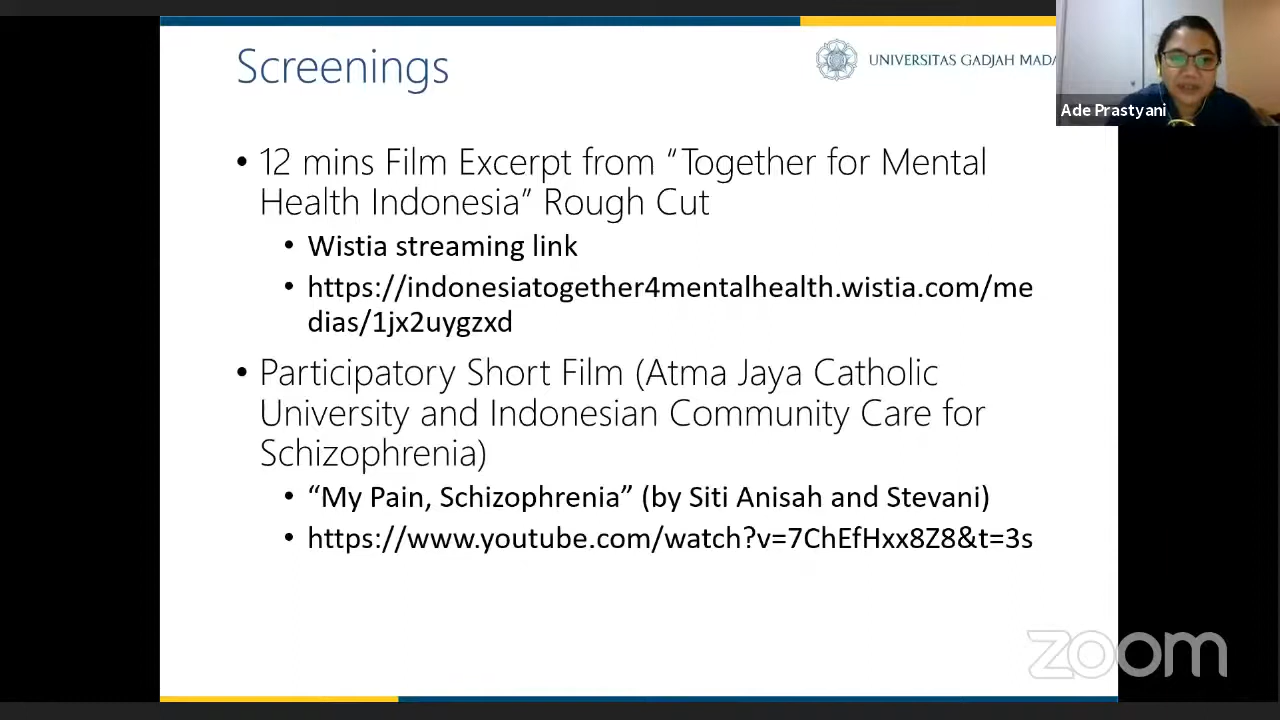 Screenings
UNIVERSITAS GADJAH MADA
Ade Prastyani
• 12 mins Film Excerpt from “Together for Mental
Health Indonesia” Rough Cut
• Wistia streaming link
• https://indonesiatogether4mentalhealth.wistia.com/me
dias/1jx2uygzxd
• Participatory Short Film (Atma Jaya Catholic
University and Indonesian Community Care for
Schizophrenia)
• “My Pain, Schizophrenia” (by Siti Anisah and Stevani)
• https://www.youtube.com/watch?v=7ChEfHxx8Z8&t=3s
zoom